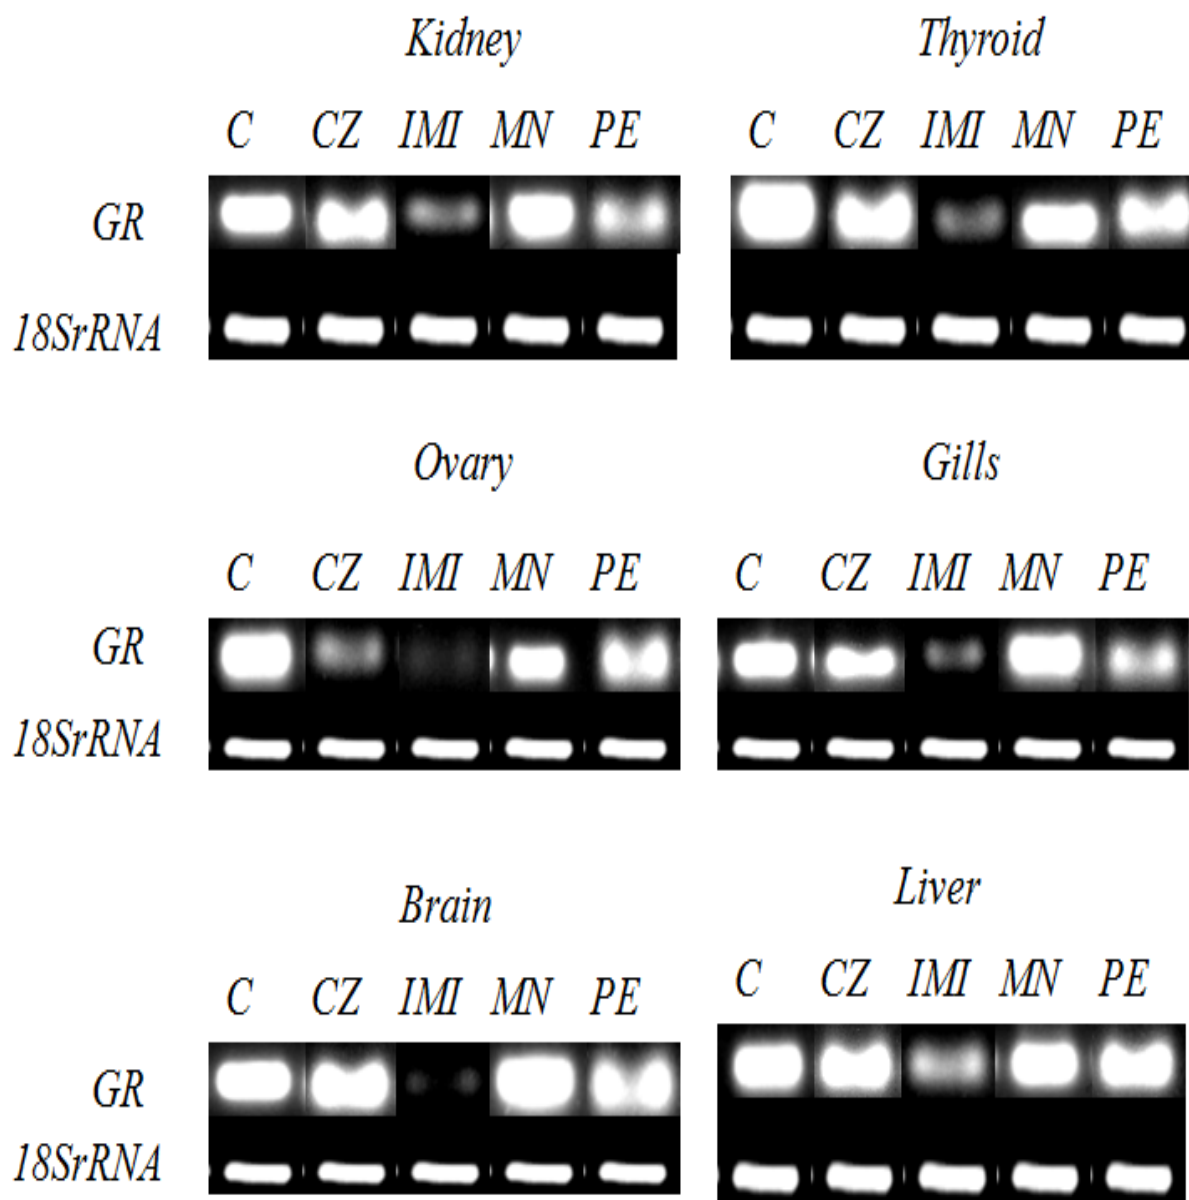 Kidney Thyroid
C CZ IMI MN PE C CZ IMI MN PE
GR
18SrRNA
Ovary Gills
C CZ IMI MN PE C CZ IMI MN PE
GR
18SrRNA
Brain Liver
C CZ IMI MN PE C CZ IMI MN PE
GR
18SrRNA